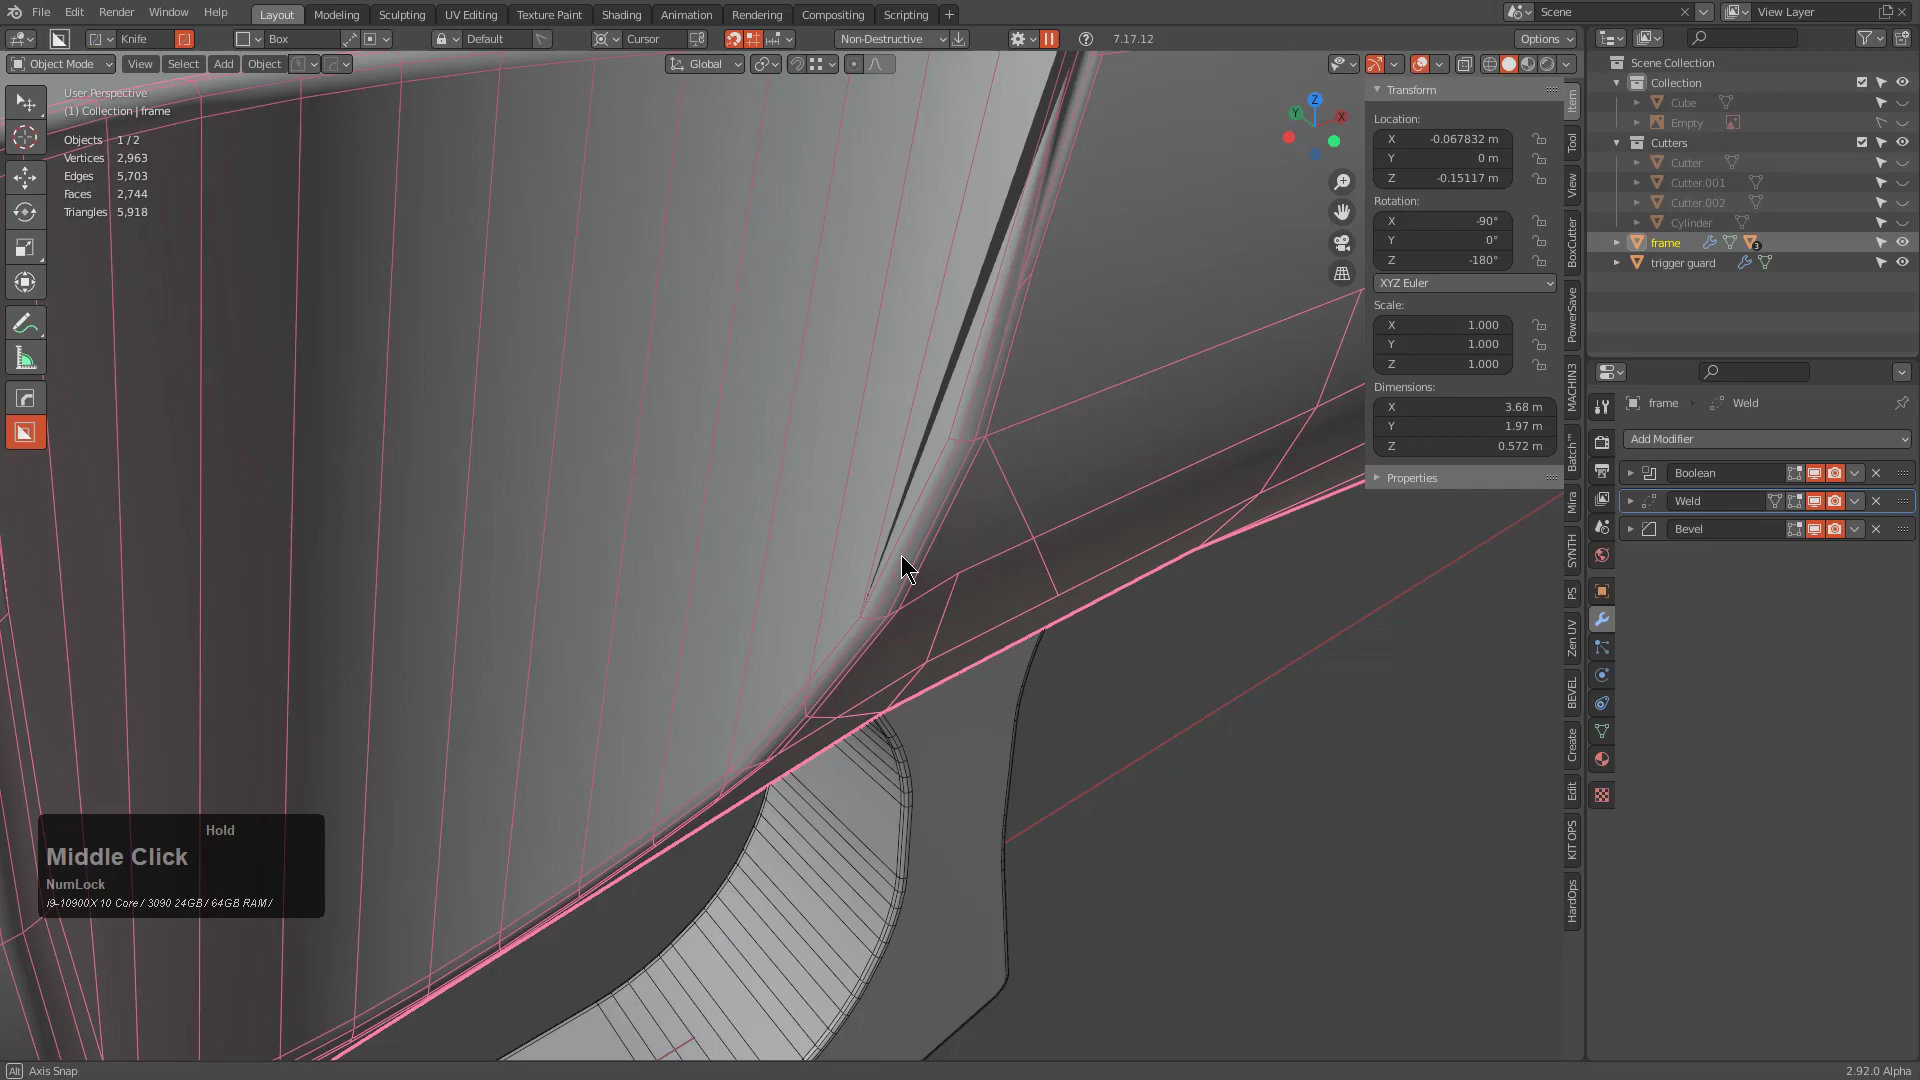 File Edit Render Window Help
Layout Modeling Sculpting UV Editing Texture Paint Shading Animation Rendering Compositing Scripting +
Scene
View Layer
Knife
Box
Default
Cursor
Non-Destructive
7.17.12
Options
Object Mode
View Select Add Object
Global
User Perspective
(1) Collection | frame
Objects 1 / 2
Vertices 2,963
Edges 5,703
Faces 2,744
Triangles 5,918
Z
Y
X
Transform
Location:
X -0.067832 m
Y 0 m
Z -0.15117 m
Rotation:
X -90°
Y 0°
Z -180°
XYZ Euler
Scale:
X 1.000
Y 1.000
Z 1.000
Dimensions:
X 3.68 m
Y 1.97 m
Z 0.572 m
Properties
Item
Tool
View
BoxCutter
PowerSave
MACHIN3
Batch™
Mira
SYNTH
PS
Zen UV
BEVEL
Create
Edit
KIT OPS
HardOps
Scene Collection
Collection
Cube
Empty
Cutters
Cutter
Cutter.001
Cutter.002
Cylinder
frame
3
trigger guard
frame Weld
Add Modifier
Boolean
Weld
Bevel
Hold
Middle Click
NumLock
i9-10900X 10 Core / 3090 24GB / 64GB RAM /
Alt Axis Snap
2.92.0 Alpha